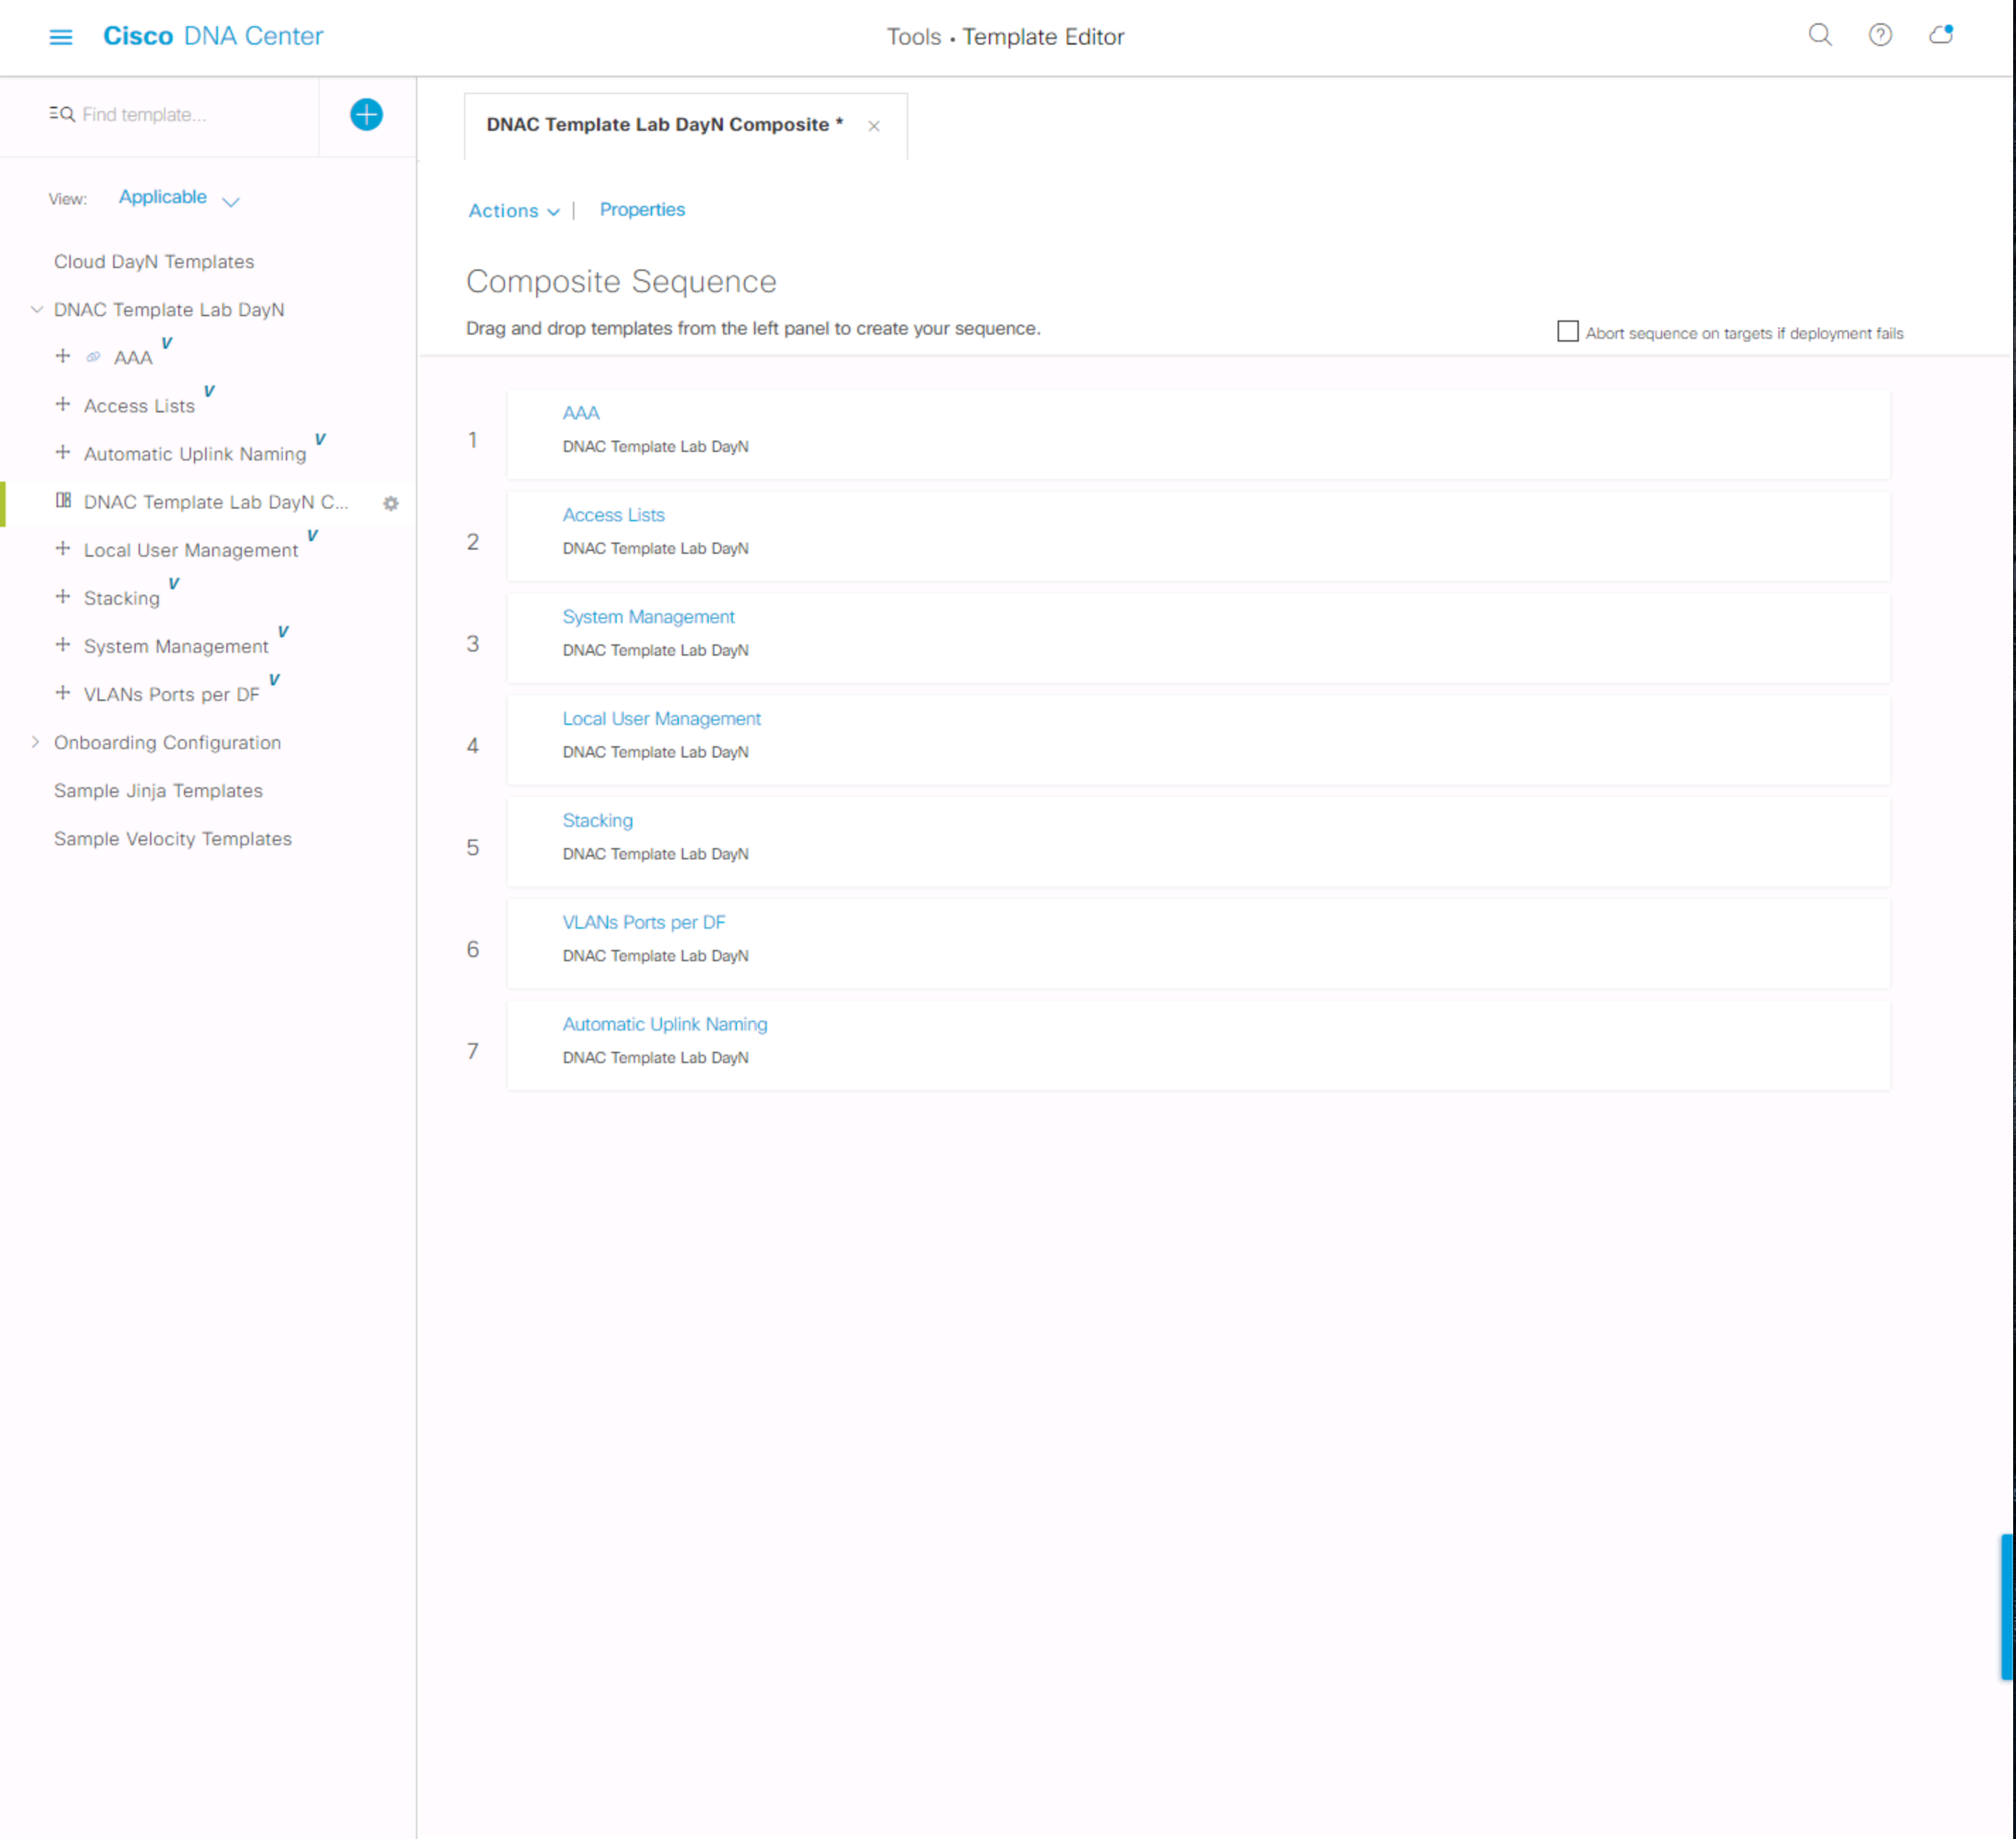 Cisco DNA Center
Tools • Template Editor
Find template...
DNAC Template Lab DayN Composite *
View: Applicable
Actions | Properties
Cloud DayN Templates
DNAC Template Lab DayN
AAA V
Access Lists V
Automatic Uplink Naming V
DNAC Template Lab DayN C...
Local User Management V
Stacking V
System Management V
VLANs Ports per DF V
Onboarding Configuration
Sample Jinja Templates
Sample Velocity Templates
Composite Sequence
Drag and drop templates from the left panel to create your sequence.
Abort sequence on targets if deployment fails
1
AAA
DNAC Template Lab DayN
2
Access Lists
DNAC Template Lab DayN
3
System Management
DNAC Template Lab DayN
4
Local User Management
DNAC Template Lab DayN
5
Stacking
DNAC Template Lab DayN
6
VLANs Ports per DF
DNAC Template Lab DayN
7
Automatic Uplink Naming
DNAC Template Lab DayN